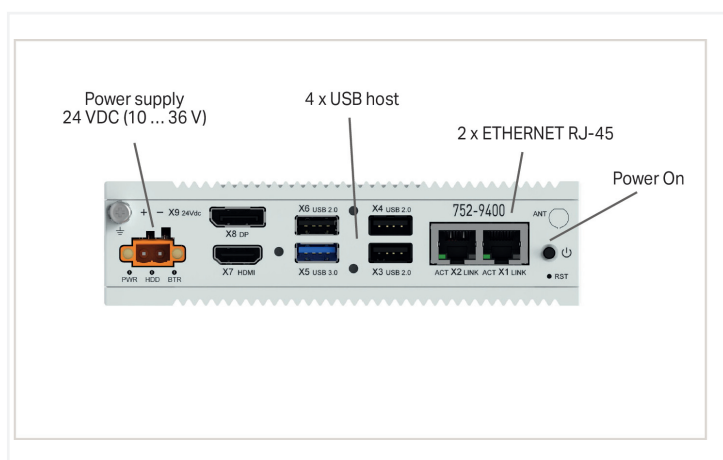 Power supply
24 VDC (10 ... 36 V)
4 x USB host
2 x ETHERNET RJ-45
Power On
+ − X9 24Vdc
X8 DP
X6 USB 2.0
X4 USB 2.0
752-9400
ANT
PWR HDD BTR
X7 HDMI
X5 USB 3.0
X3 USB 2.0
ACT X2 LINK ACT X1 LINK
RST